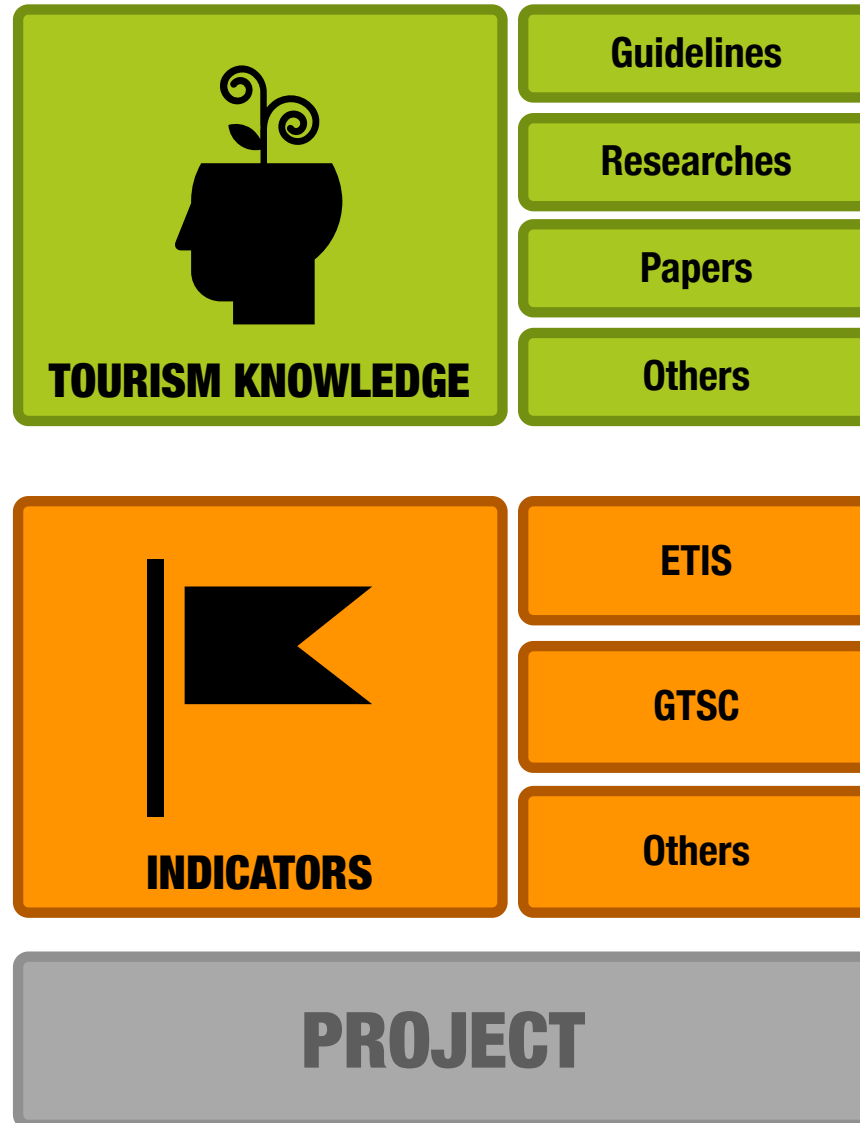 TOURISM KNOWLEDGE
Guidelines
Researches
Papers
Others
INDICATORS
ETIS
GTSC
Others
PROJECT